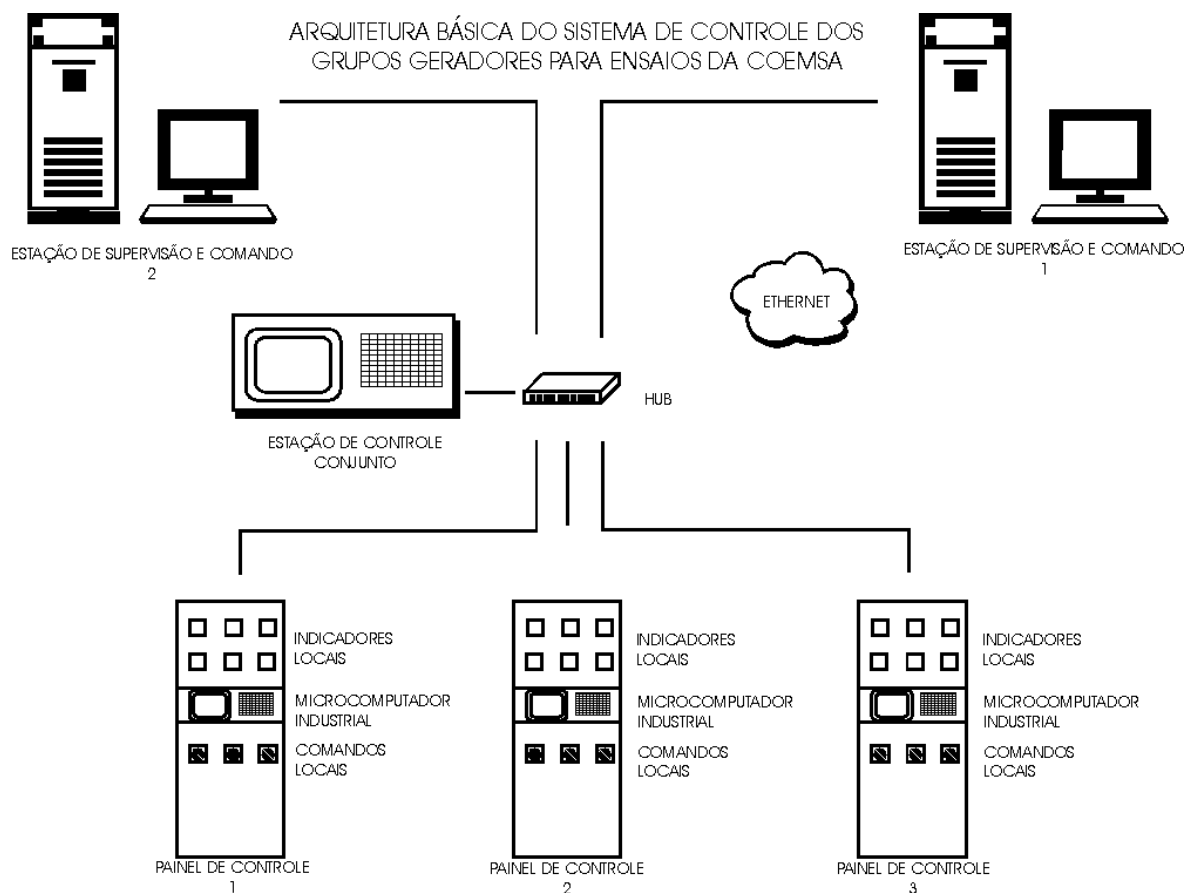 ARQUITETURA BÁSICA DO SISTEMA DE CONTROLE DOS
GRUPOS GERADORES PARA ENSAIOS DA COEMSA
ESTAÇÃO DE SUPERVISÃO E COMANDO
2
ESTAÇÃO DE SUPERVISÃO E COMANDO
1
ETHERNET
HUB
ESTAÇÃO DE CONTROLE
CONJUNTO
INDICADORES
LOCAIS
MICROCOMPUTADOR
INDUSTRIAL
COMANDOS
LOCAIS
PAINEL DE CONTROLE
1
INDICADORES
LOCAIS
MICROCOMPUTADOR
INDUSTRIAL
COMANDOS
LOCAIS
PAINEL DE CONTROLE
2
INDICADORES
LOCAIS
MICROCOMPUTADOR
INDUSTRIAL
COMANDOS
LOCAIS
PAINEL DE CONTROLE
3